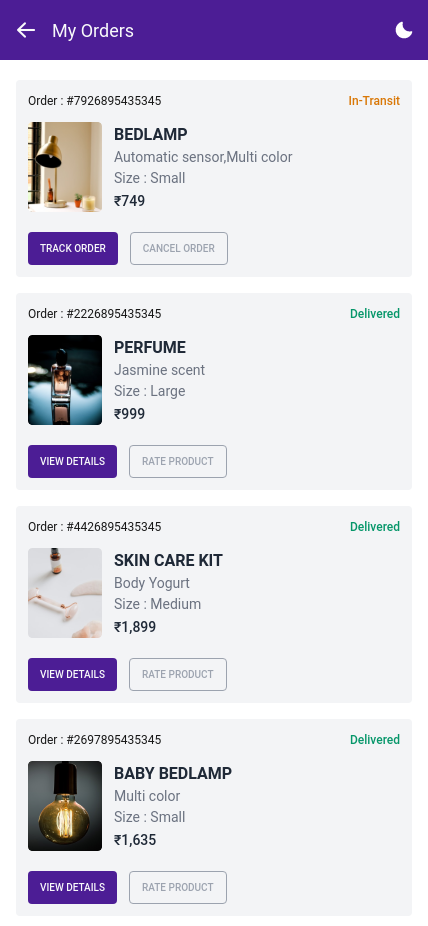 My Orders
Order : #7926895435345 In-Transit
BEDLAMP
Automatic sensor,Multi color
Size : Small
₹749
TRACK ORDER CANCEL ORDER
Order : #2226895435345 Delivered
PERFUME
Jasmine scent
Size : Large
₹999
VIEW DETAILS RATE PRODUCT
Order : #4426895435345 Delivered
SKIN CARE KIT
Body Yogurt
Size : Medium
₹1,899
VIEW DETAILS RATE PRODUCT
Order : #2697895435345 Delivered
BABY BEDLAMP
Multi color
Size : Small
₹1,635
VIEW DETAILS RATE PRODUCT